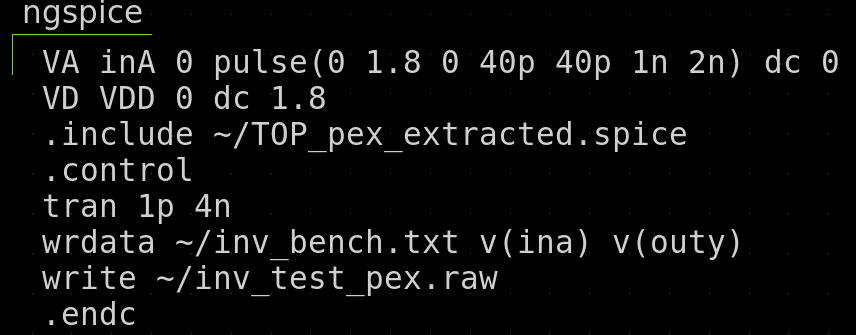 ngspice
VA inA 0 pulse(0 1.8 0 40p 40p 1n 2n) dc 0
VD VDD 0 dc 1.8
.include ~/TOP_pex_extracted.spice
.control
tran 1p 4n
wrdata ~/inv_bench.txt v(ina) v(outy)
write ~/inv_test_pex.raw
.endc